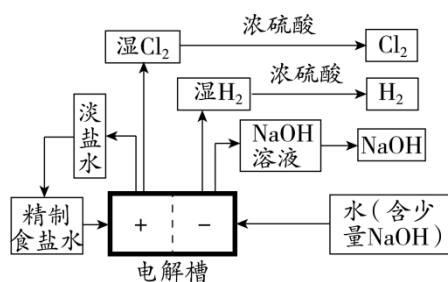 湿Cl₂
浓硫酸
Cl₂
湿H₂
浓硫酸
H₂
淡
盐
水
NaOH
溶液
NaOH
精制
食盐水
+
−
水(含少
量NaOH)
电解槽